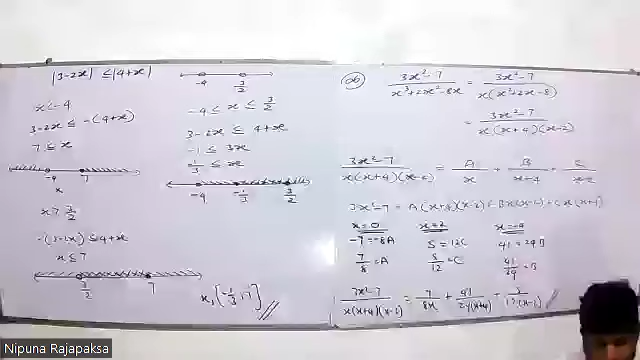 |3-2x| ≤ |4+x|
x<-4
3-2x ≤ -(4+x)
7 ≤ x
-4 7
x
x > 3/2
-(3-2x) ≤ 4+x
x ≤ 7
3/2 7
-4 3/2
-4 ≤ x ≤ 3/2
3-2x ≤ 4+x
-1 ≤ 3x
-1/3 ≤ x
-4 -1/3 3/2
(3x²-7)/(x³+2x²-8x) = (3x²-7)/(x(x²+2x-8))
= (3x²-7)/(x(x+4)(x-2))
(3x²-7)/(x(x+4)(x-2)) = A/x + B/(x+4) + C/(x-2)
3x²-7 = A(x+4)(x-2) + Bx(x-2) + Cx(x+4)
x=0 x=2 x=-4
-7 = -8A 5 = 12C 41 = 24B
7/8 = A 5/12 = C 41/24 = B
(3x²-7)/(x(x+4)(x-2)) = 7/(8x) + 41/(24(x+4)) + 5/(12(x-2))
Nipuna Rajapaksa